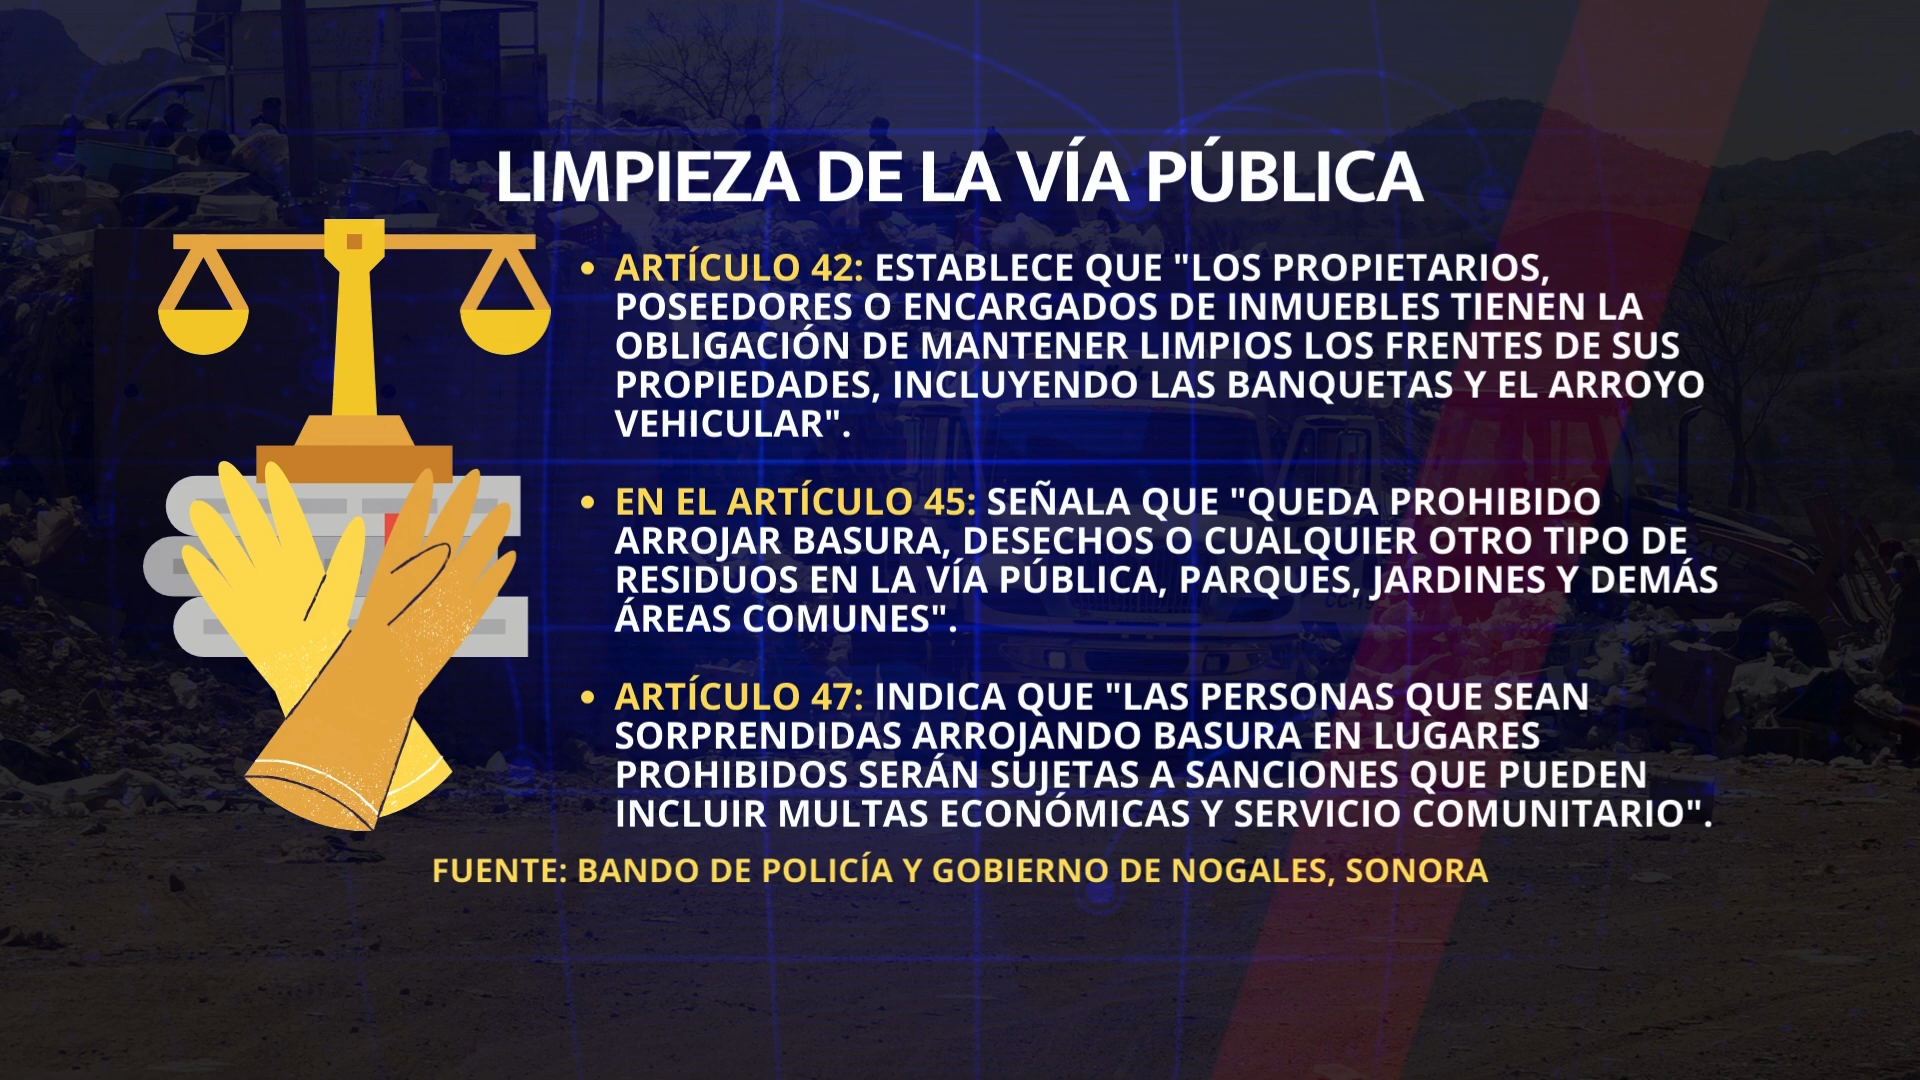 LIMPIEZA DE LA VÍA PÚBLICA
• ARTÍCULO 42: ESTABLECE QUE "LOS PROPIETARIOS,
POSEEDORES O ENCARGADOS DE INMUEBLES TIENEN LA
OBLIGACIÓN DE MANTENER LIMPIOS LOS FRENTES DE SUS
PROPIEDADES, INCLUYENDO LAS BANQUETAS Y EL ARROYO
VEHICULAR".
• EN EL ARTÍCULO 45: SEÑALA QUE "QUEDA PROHIBIDO
ARROJAR BASURA, DESECHOS O CUALQUIER OTRO TIPO DE
RESIDUOS EN LA VÍA PÚBLICA, PARQUES, JARDINES Y DEMÁS
ÁREAS COMUNES".
• ARTÍCULO 47: INDICA QUE "LAS PERSONAS QUE SEAN
SORPRENDIDAS ARROJANDO BASURA EN LUGARES
PROHIBIDOS SERÁN SUJETAS A SANCIONES QUE PUEDEN
INCLUIR MULTAS ECONÓMICAS Y SERVICIO COMUNITARIO".
FUENTE: BANDO DE POLICÍA Y GOBIERNO DE NOGALES, SONORA